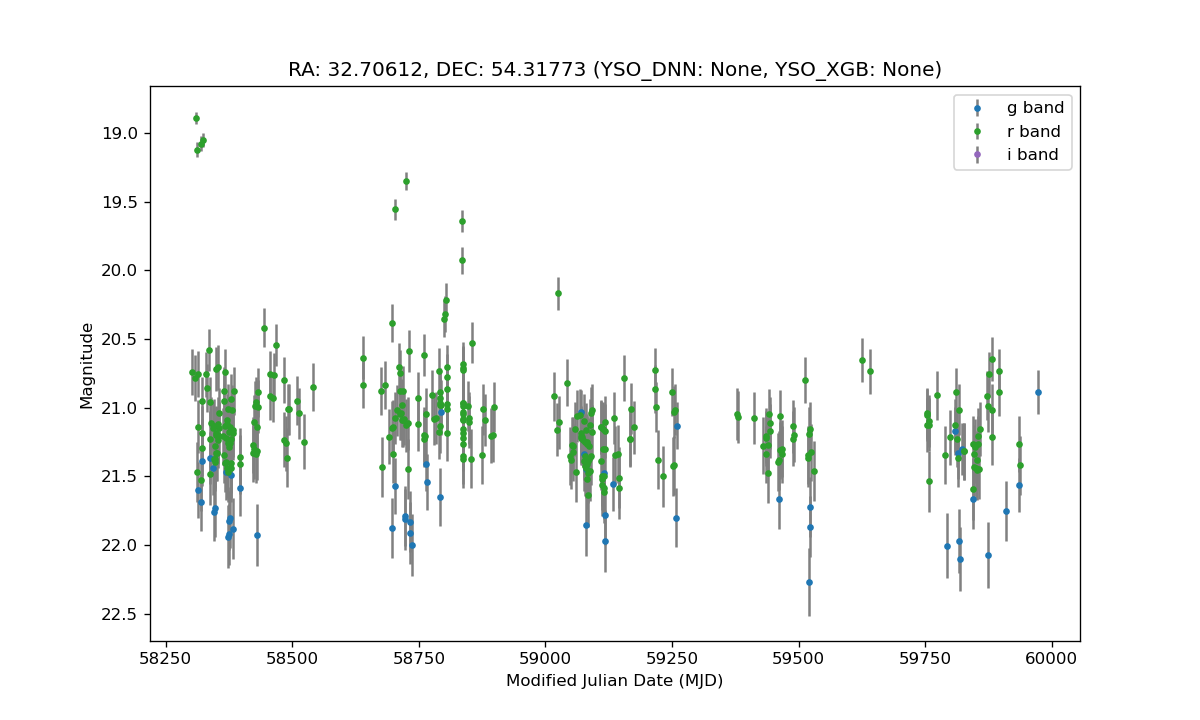 RA: 32.70612, DEC: 54.31773 (YSO_DNN: None, YSO_XGB: None)
g band
r band
i band
19.0
19.5
20.0
20.5
21.0
21.5
22.0
22.5
Magnitude
58250
58500
58750
59000
59250
59500
59750
60000
Modified Julian Date (MJD)